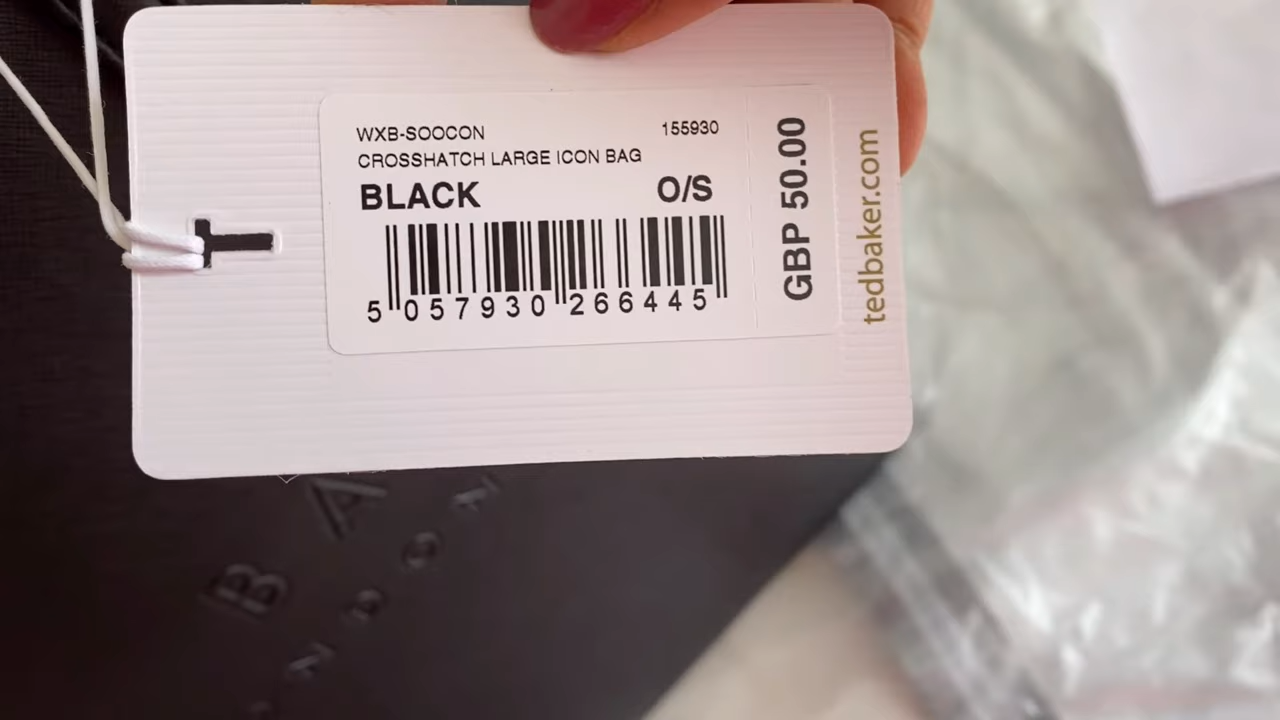 WXB-SOOCON 155930
CROSSHATCH LARGE ICON BAG
BLACK O/S
5 057930 266445
GBP 50.00
tedbaker.com
T
B A
N D O N